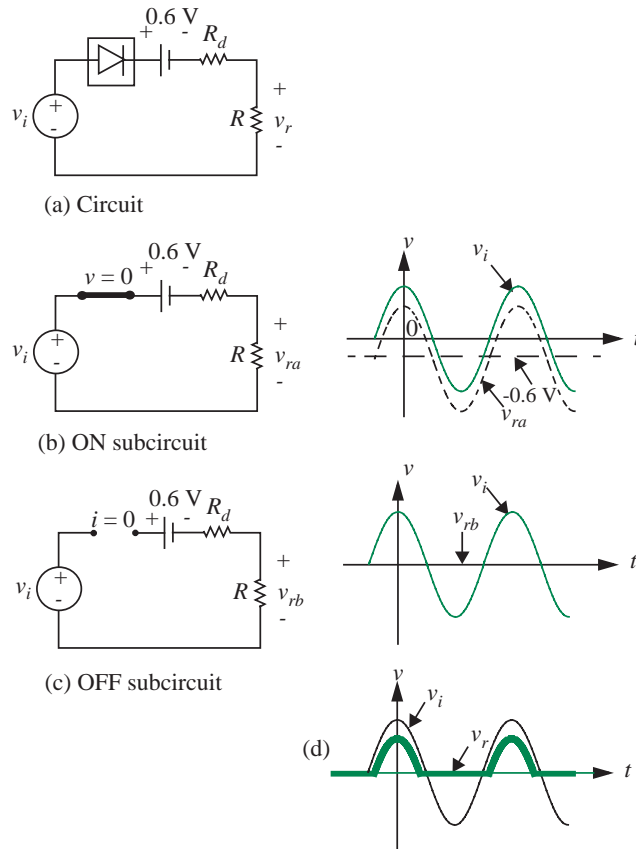 0.6 V
+ -
R_d
v_i
+
-
R
+
v_r
-
(a) Circuit
0.6 V
v = 0
+ -
R_d
v_i
+
-
R
+
v_ra
-
(b) ON subcircuit
v
v_i
0
t
-0.6 V
v_ra
0.6 V
i = 0
+ -
R_d
v_i
+
-
R
+
v_rb
-
(c) OFF subcircuit
v
v_i
v_rb
t
(d)
v
v_i
v_r
t